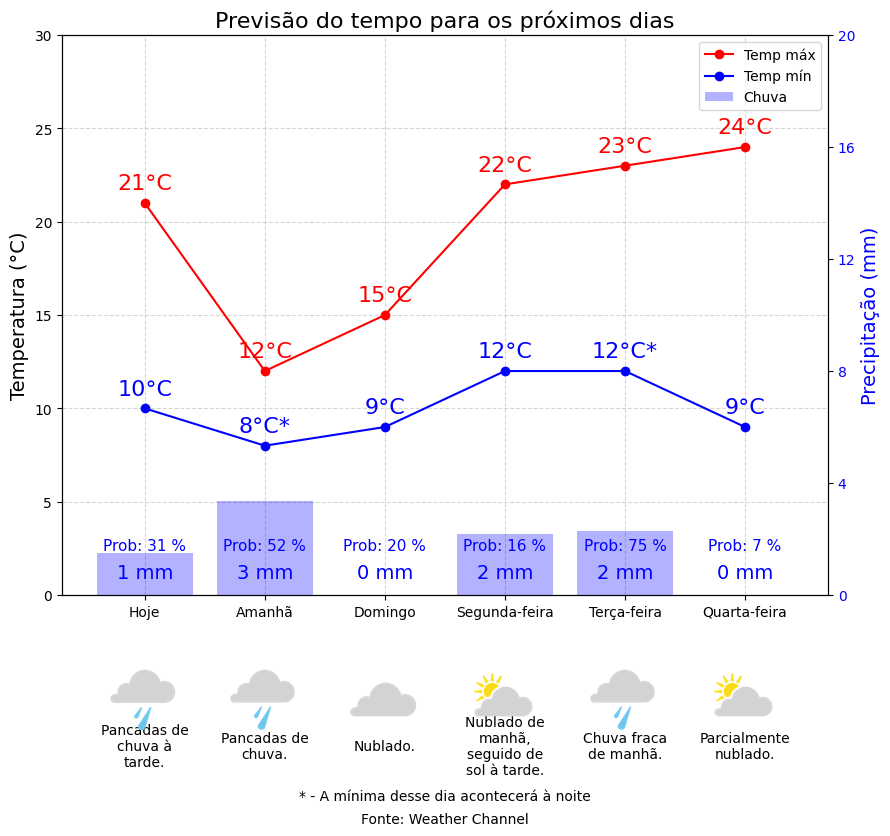 Previsão do tempo para os próximos dias
Temperatura (°C)
Precipitação (mm)
30
25
20
15
10
5
0
20
16
12
8
4
0
Temp máx
Temp mín
Chuva
21°C
12°C
15°C
22°C
23°C
24°C
10°C
8°C*
9°C
12°C
12°C*
9°C
Prob: 31 %
Prob: 52 %
Prob: 20 %
Prob: 16 %
Prob: 75 %
Prob: 7 %
1 mm
3 mm
0 mm
2 mm
2 mm
0 mm
Hoje
Amanhã
Domingo
Segunda-feira
Terça-feira
Quarta-feira
Pancadas de
chuva à
tarde.
Pancadas de
chuva.
Nublado.
Nublado de
manhã,
seguido de
sol à tarde.
Chuva fraca
de manhã.
Parcialmente
nublado.
* - A mínima desse dia acontecerá à noite
Fonte: Weather Channel